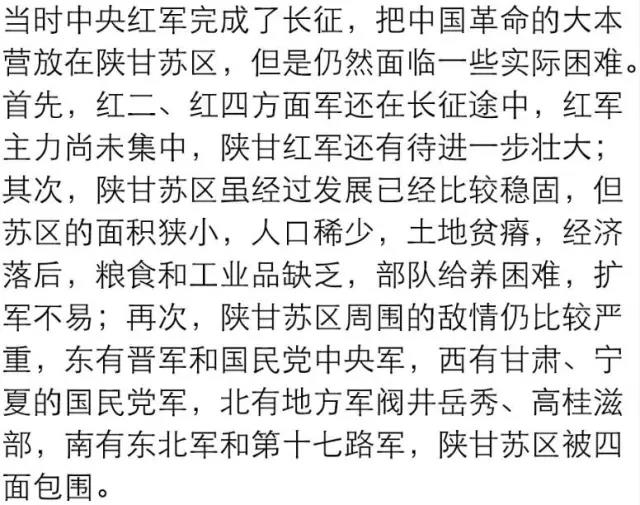 当时中央红军完成了长征，把中国革命的大本
营放在陕甘苏区，但是仍然面临一些实际困难。
首先，红二、红四方面军还在长征途中，红军
主力尚未集中，陕甘红军还有待进一步壮大；
其次，陕甘苏区虽经过发展已经比较稳固，但
苏区的面积狭小，人口稀少，土地贫瘠，经济
落后，粮食和工业品缺乏，部队给养困难，扩
军不易；再次，陕甘苏区周围的敌情仍比较严
重，东有晋军和国民党中央军，西有甘肃、宁
夏的国民党军，北有地方军阀井岳秀、高桂滋
部，南有东北军和第十七路军，陕甘苏区被四
面包围。